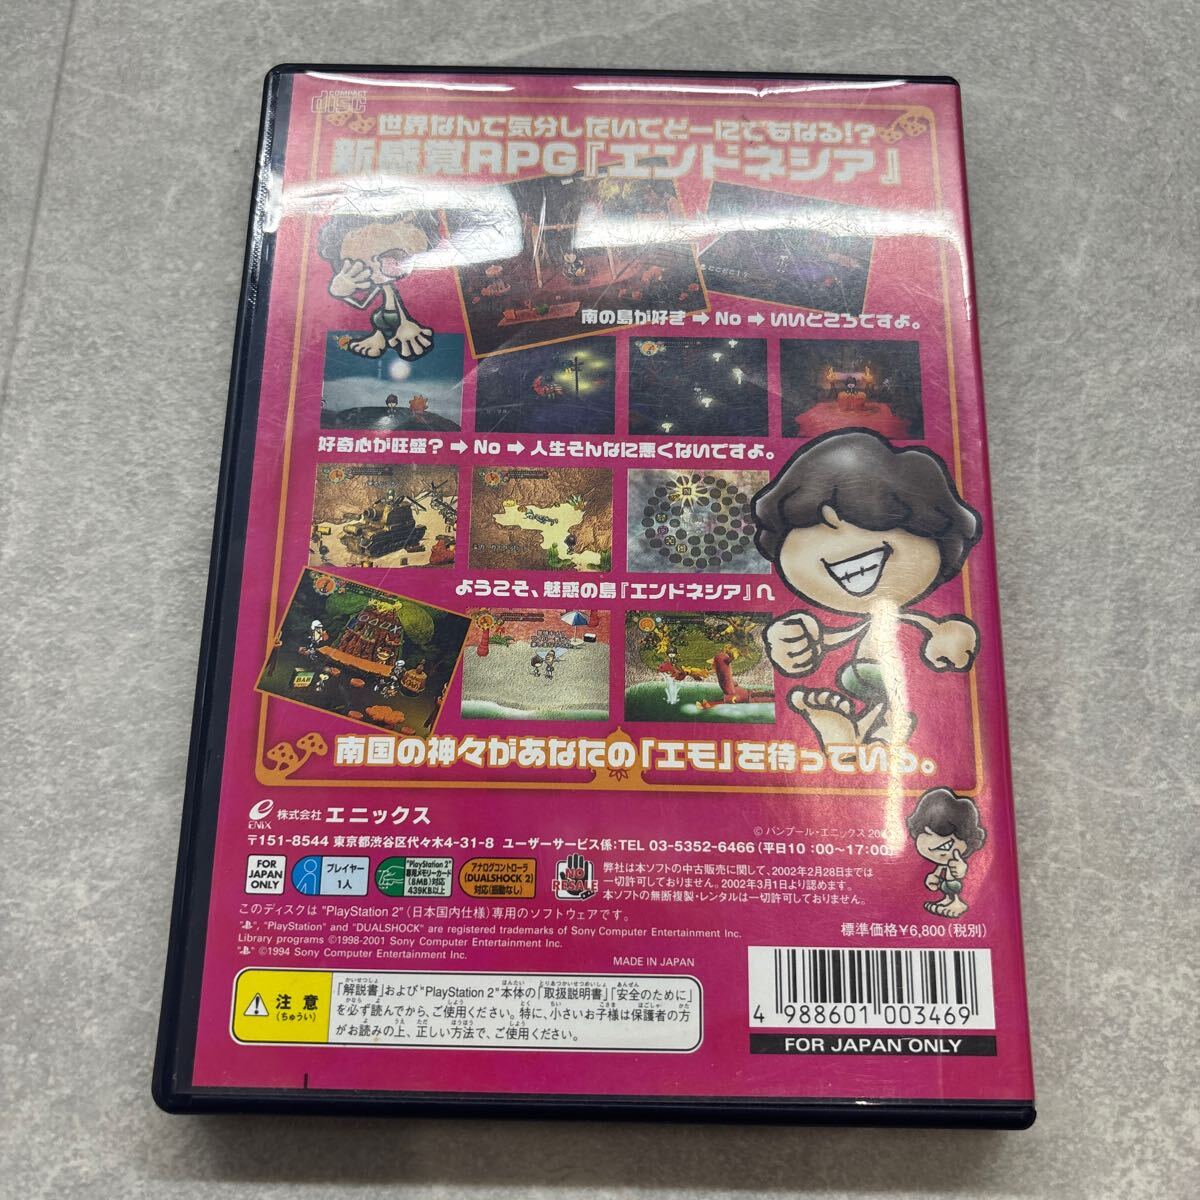 COMPACT
disc
世界なんて気分しだいでどーにでもなる!?
新感覚RPG『エンドネシア』
南の島が好き → No → いいところですよ。
好奇心が旺盛? → No → 人生そんなに悪くないですよ。
ようこそ、魅惑の島『エンドネシア』へ
BAR
南国の神々があなたの「エモ」を待っている。
ENIX
株式会社 エニックス
© バンプール・エニックス
〒151-8544 東京都渋谷区代々木4-31-8 ユーザーサービス係:TEL 03-5352-6466 (平日10:00〜17:00)
FOR JAPAN ONLY
プレイヤー 1人
"PlayStation 2" 専用メモリーカード (8MB)対応 439KB以上
アナログコントローラ (DUALSHOCK 2) 対応(振動なし)
NO RESALE
弊社は本ソフトの中古販売に関して、2002年2月28日まで
一切許可しておりません。2002年3月1日より認めます。
本ソフトの無断複製・レンタルは一切許可しておりません。
このディスクは "PlayStation 2" (日本国内仕様) 専用のソフトウェアです。
標準価格¥6,800(税別)
" ", "PlayStation" and "DUALSHOCK" are registered trademarks of Sony Computer Entertainment Inc.
Library programs ©1998-2001 Sony Computer Entertainment Inc.
" " ©1994 Sony Computer Entertainment Inc.
MADE IN JAPAN
注意
(ちゅうい)
「解説書」および"PlayStation 2"本体の「取扱説明書」「安全のために」
を必ず読んでから、ご使用ください。特に、小さいお子様は保護者の方
がお読みの上、正しい方法で、ご使用ください。
4 988601 003469
FOR JAPAN ONLY